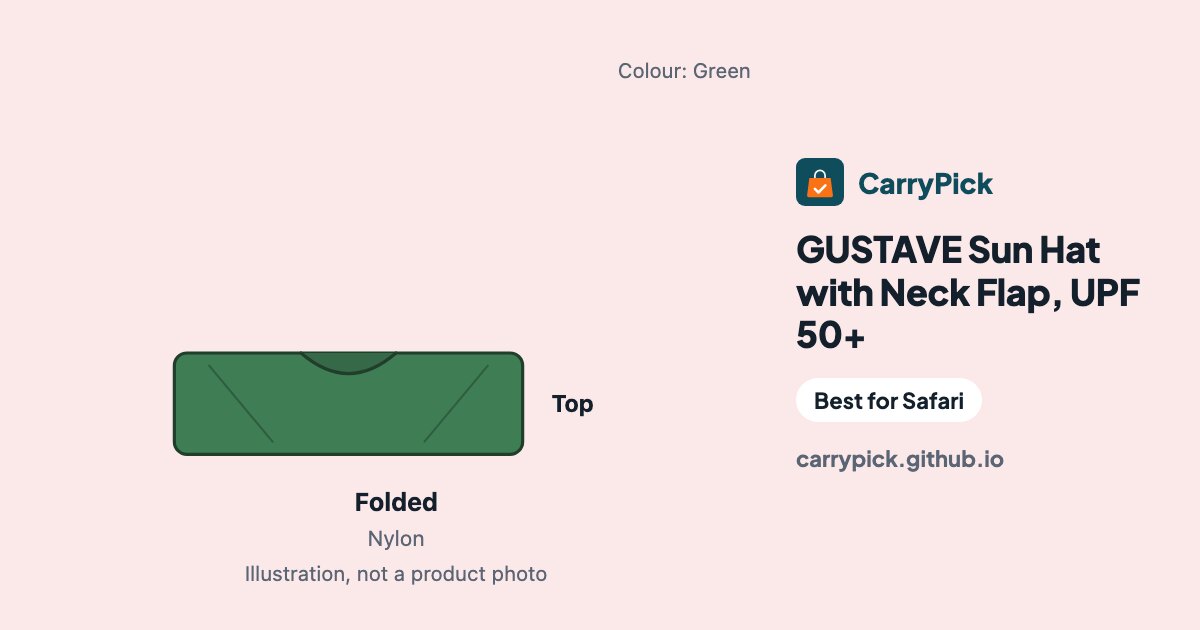 Colour: Green
Top
Folded
Nylon
Illustration, not a product photo
CarryPick
GUSTAVE Sun Hat
with Neck Flap, UPF
50+
Best for Safari
carrypick.github.io